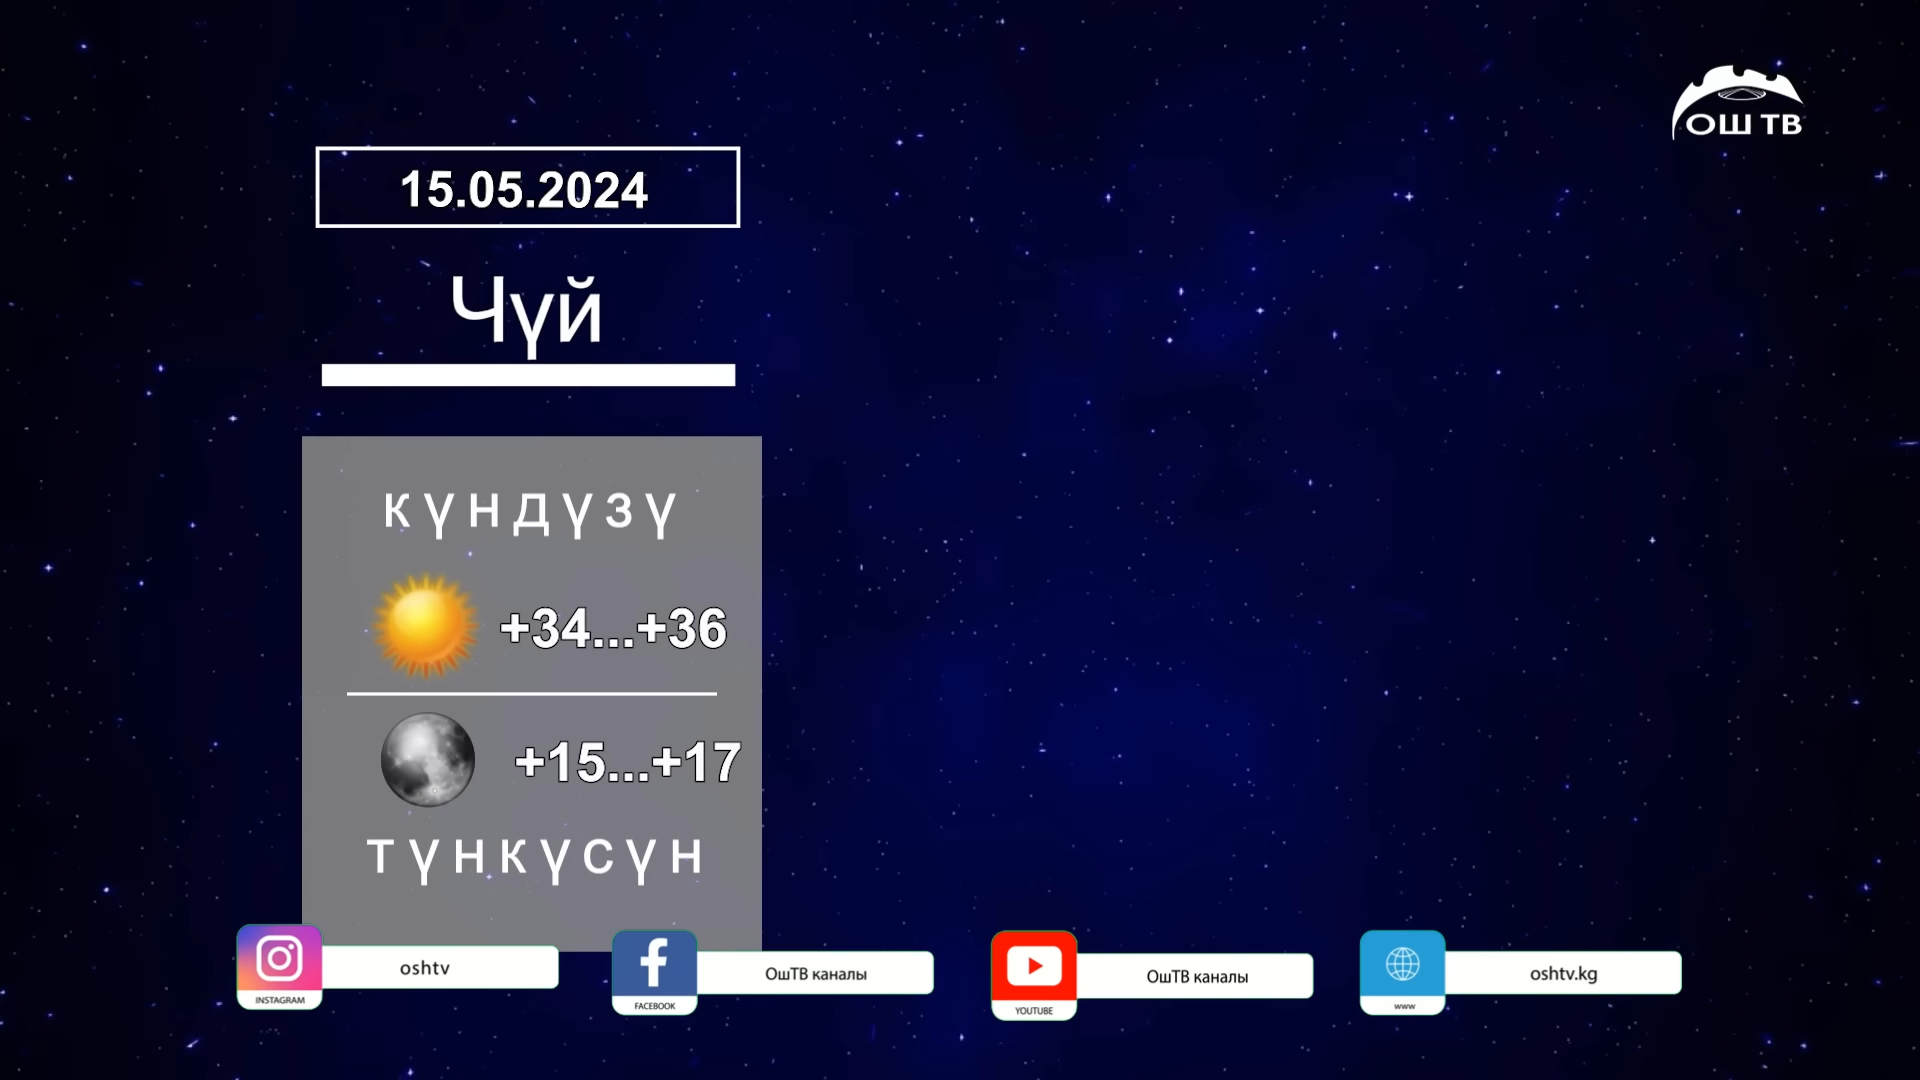 ОШ ТВ
15.05.2024
Чүй
күндүзү
+34...+36
+15...+17
түнкүсүн
oshtv
INSTAGRAM
ОшТВ каналы
FACEBOOK
ОшТВ каналы
YOUTUBE
oshtv.kg
www